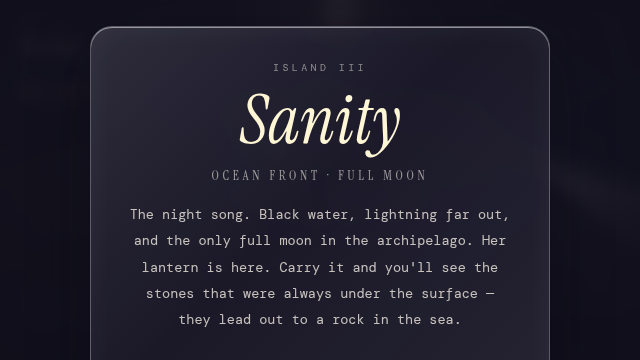 ISLAND III
Sanity
OCEAN FRONT · FULL MOON
The night song. Black water, lightning far out,
and the only full moon in the archipelago. Her
lantern is here. Carry it and you'll see the
stones that were always under the surface —
they lead out to a rock in the sea.